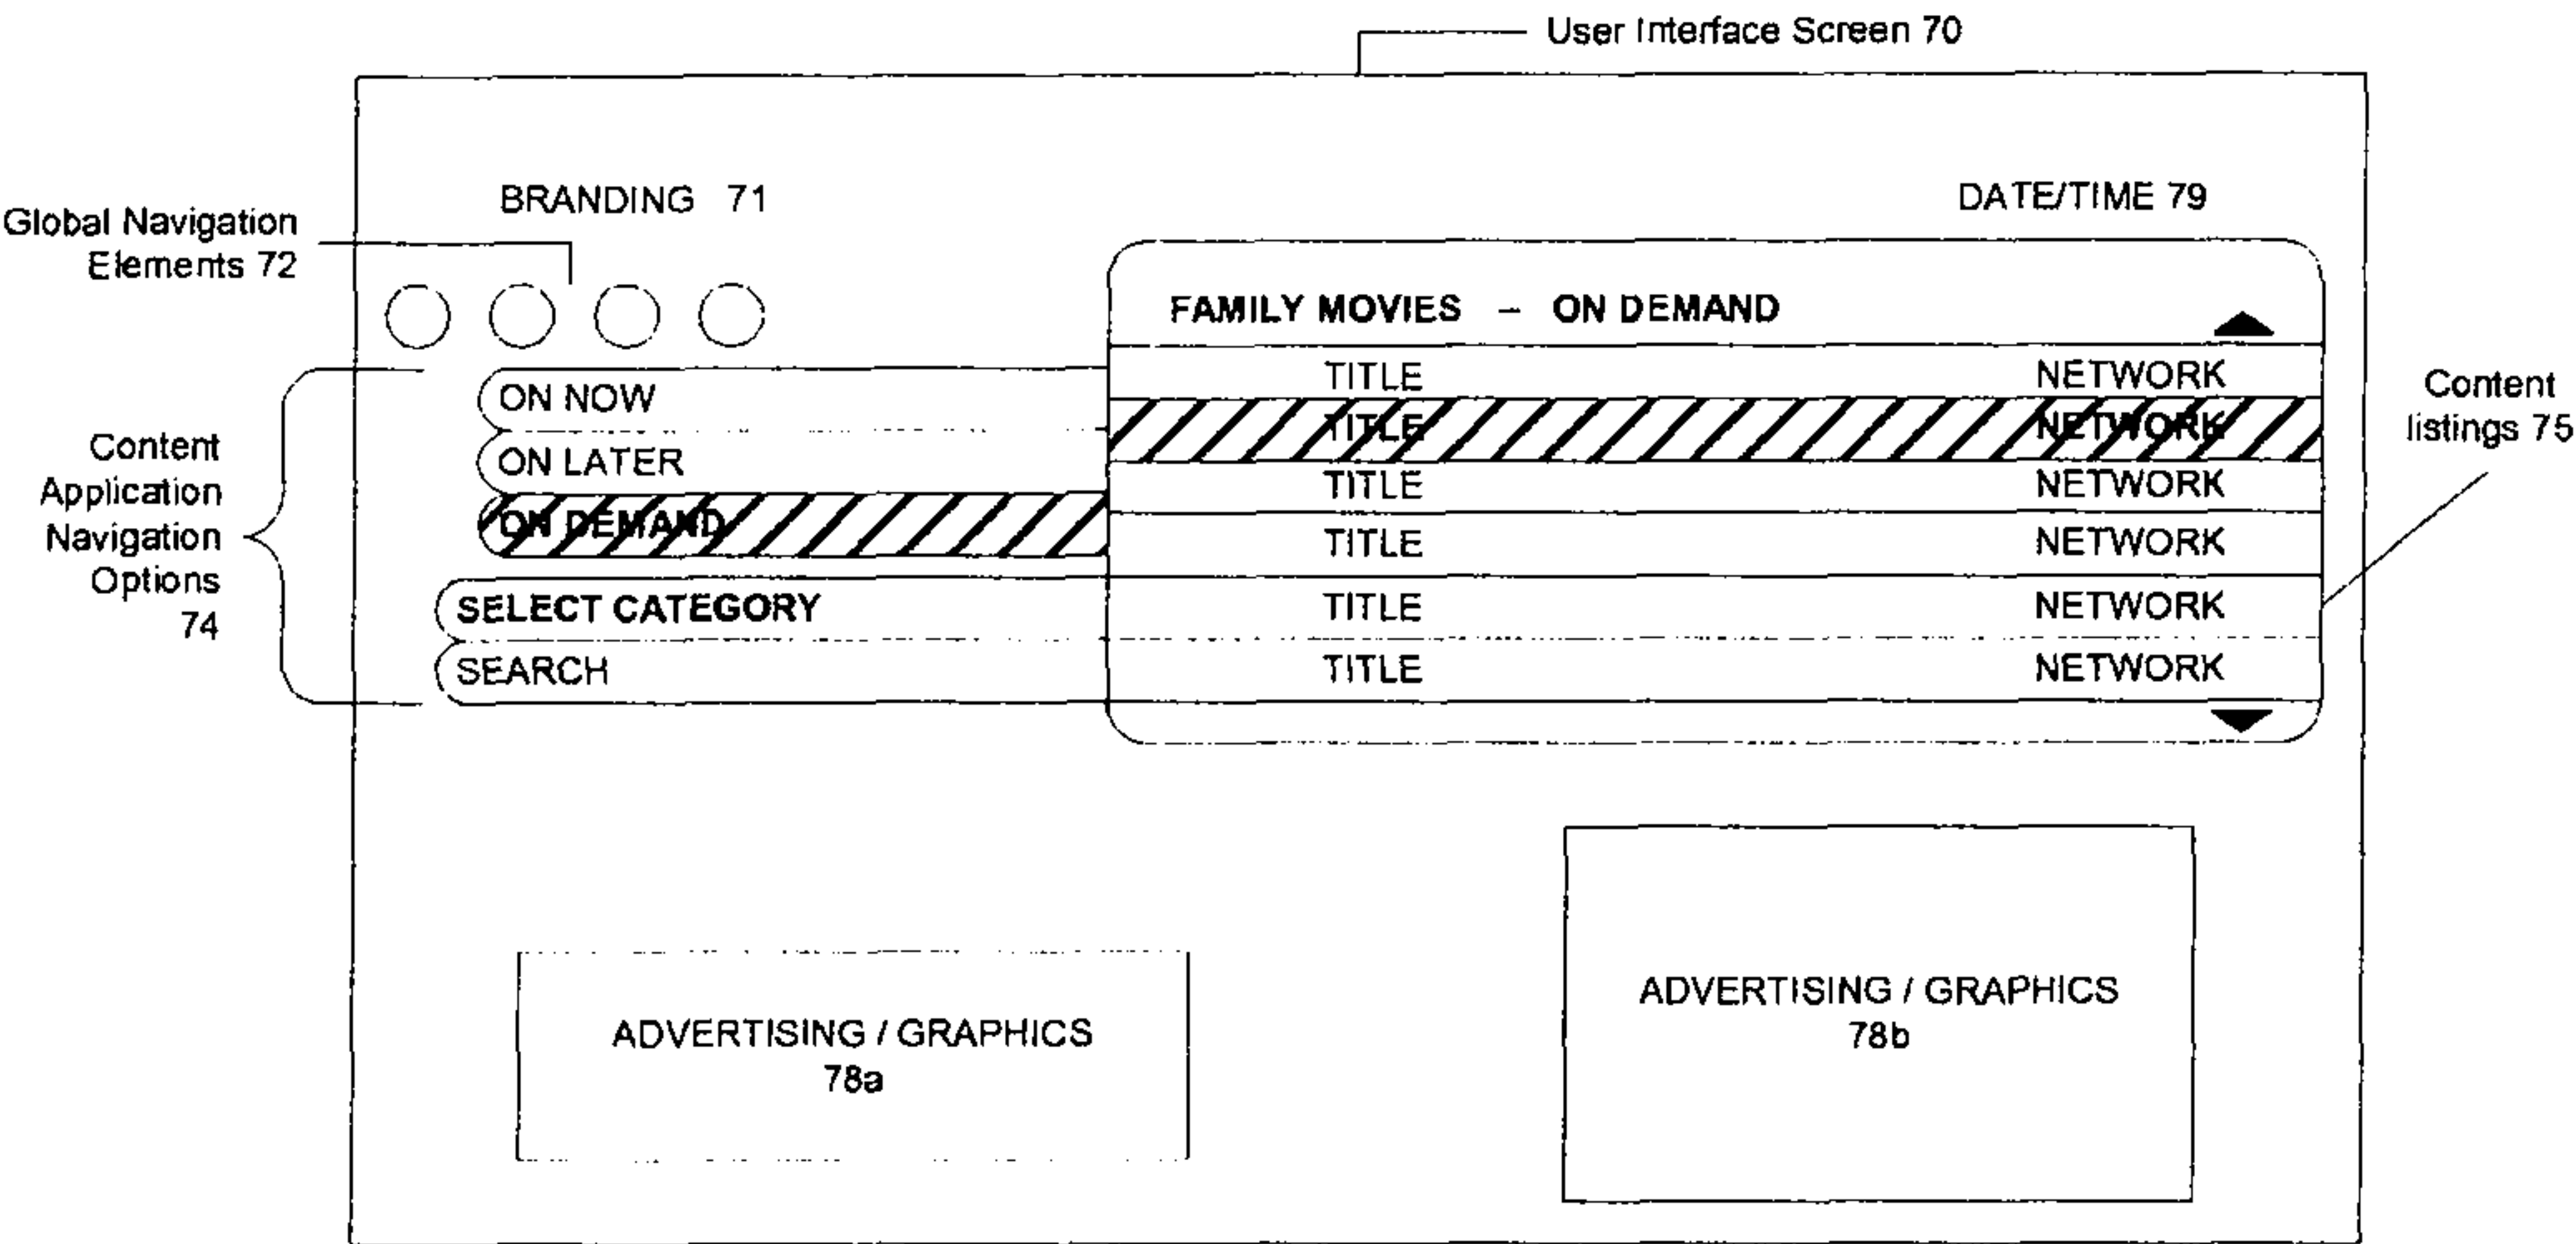 User Interface Screen 70
BRANDING 71
DATE/TIME 79
Global Navigation
Elements 72
FAMILY MOVIES – ON DEMAND
ON NOW
ON LATER
ON DEMAND
SELECT CATEGORY
SEARCH
TITLE NETWORK
TITLE NETWORK
TITLE NETWORK
TITLE NETWORK
TITLE NETWORK
TITLE NETWORK
Content
Application
Navigation
Options
74
Content
listings 75
ADVERTISING / GRAPHICS
78a
ADVERTISING / GRAPHICS
78b